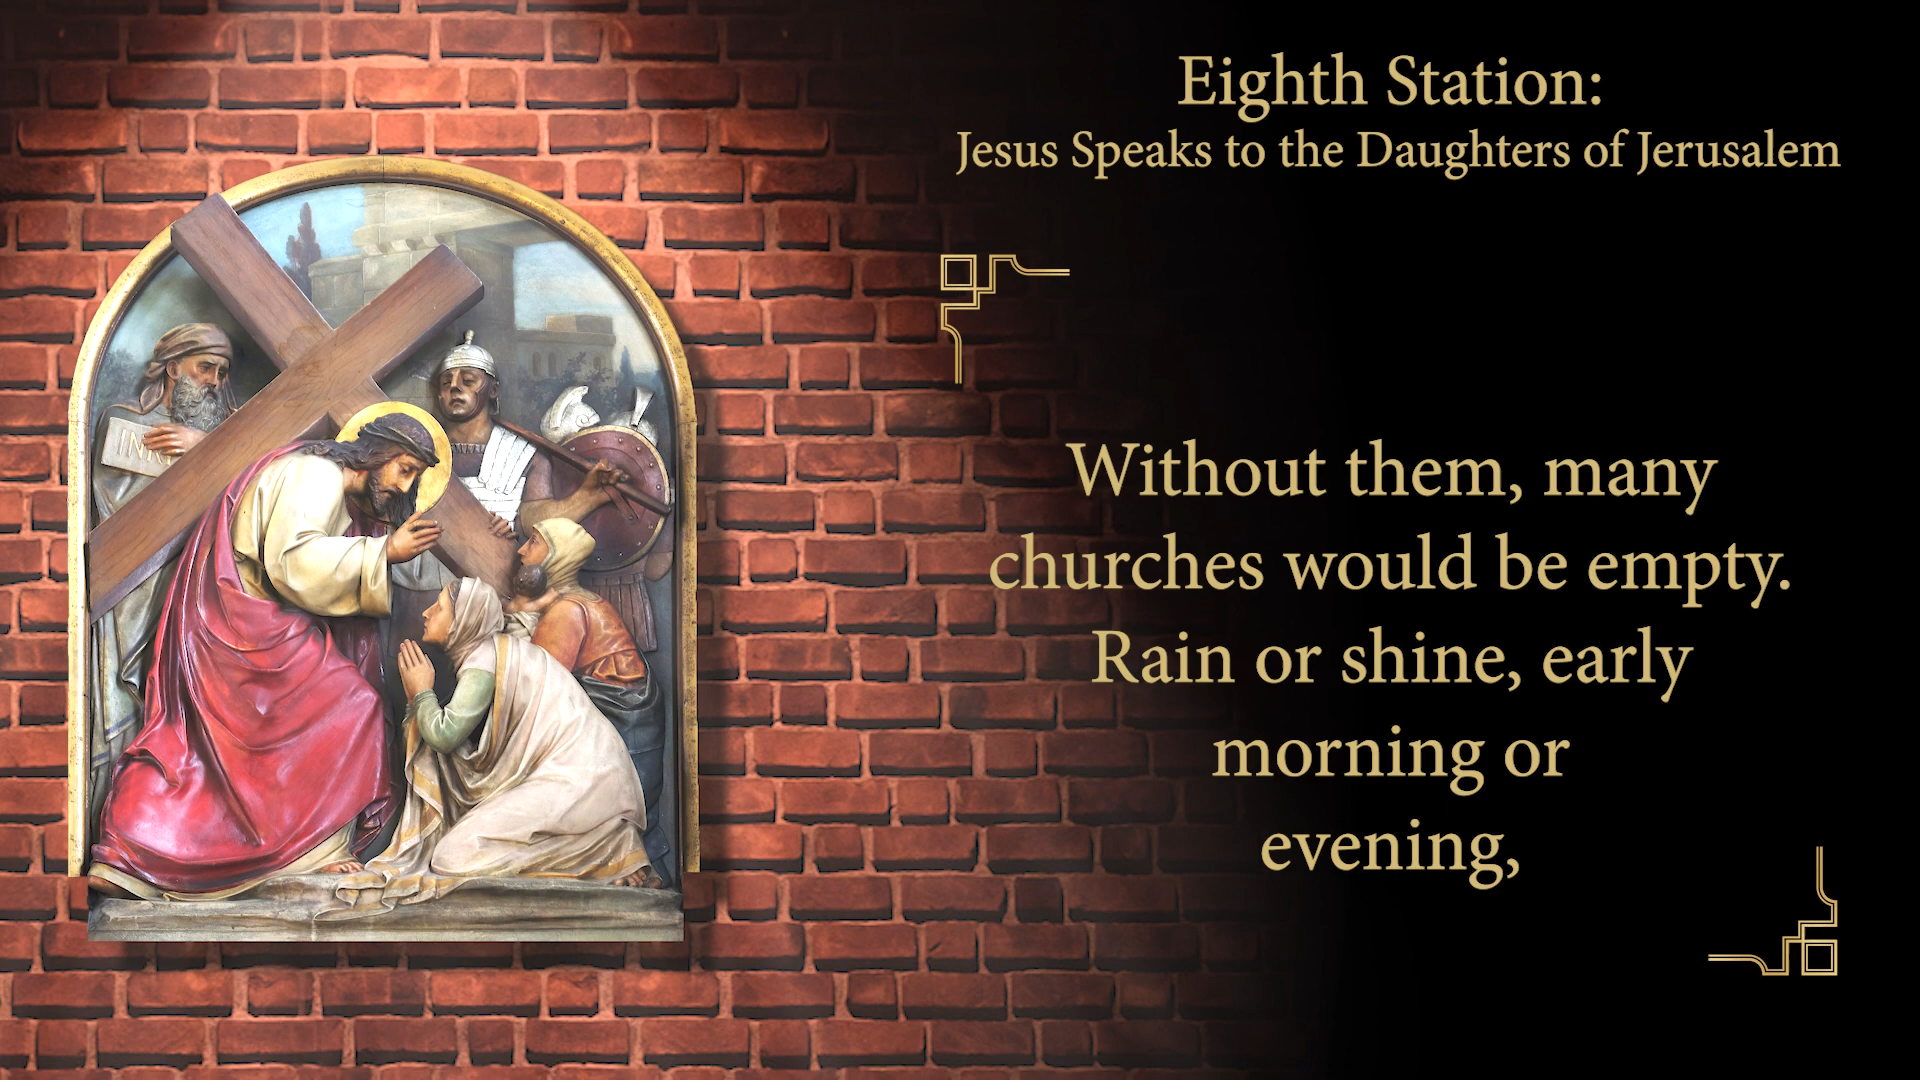 Eighth Station:
Jesus Speaks to the Daughters of Jerusalem
INRI
Without them, many
churches would be empty.
Rain or shine, early
morning or
evening,